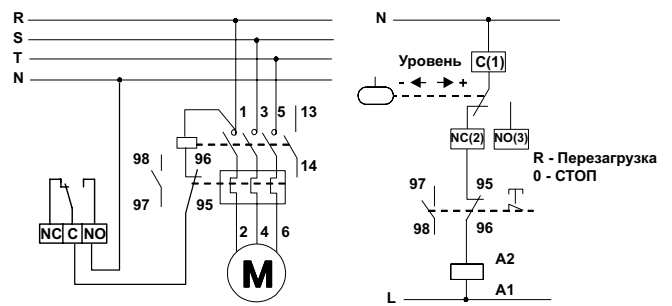 R
S
T
N
1 3 5 13
14
98 96
97 95
NC C NO
2 4 6
M
N
C(1)
Уровень
- +
NC(2) NO(3)
R - Перезагрузка
0 - СТОП
97 95
98 96
A2
A1
L